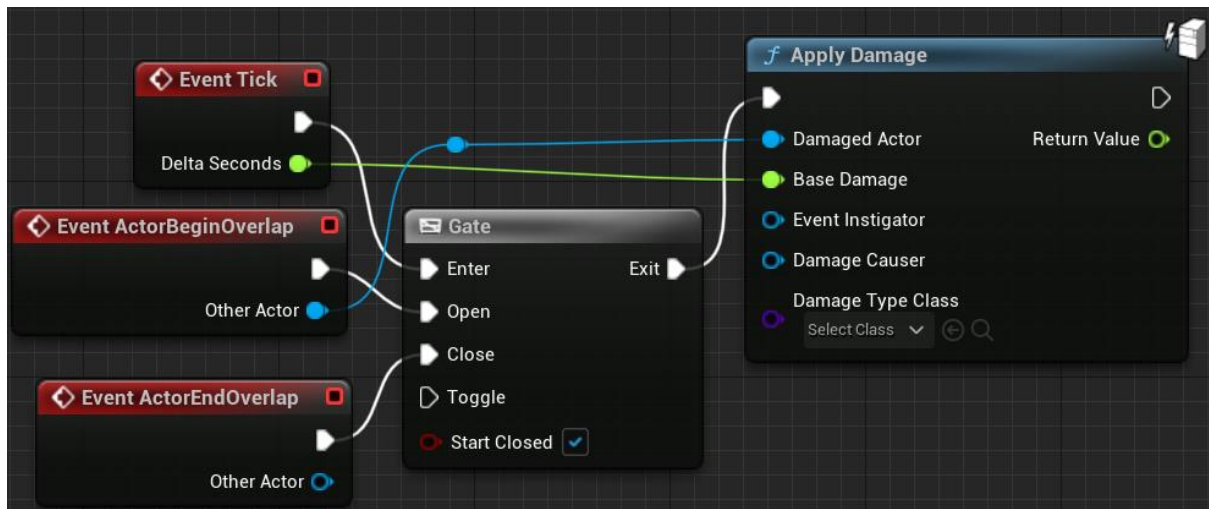 Event Tick
Delta Seconds
Event ActorBeginOverlap
Other Actor
Event ActorEndOverlap
Other Actor
Gate
Enter
Exit
Open
Close
Toggle
Start Closed
f Apply Damage
Damaged Actor
Return Value
Base Damage
Event Instigator
Damage Causer
Damage Type Class
Select Class